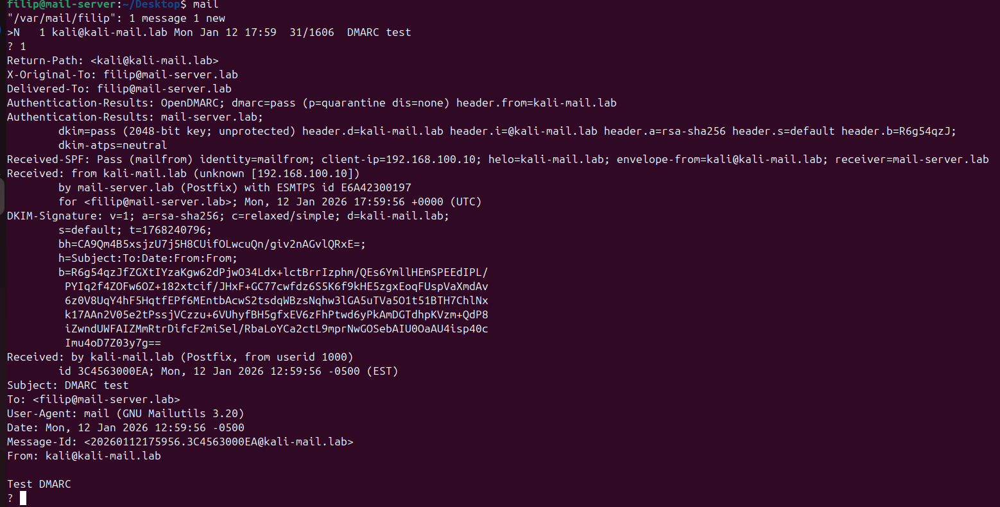 filip@mail-server:~/Desktop$ mail
"/var/mail/filip": 1 message 1 new
>N   1 kali@kali-mail.lab Mon Jan 12 17:59  31/1606  DMARC test
? 1
Return-Path: <kali@kali-mail.lab>
X-Original-To: filip@mail-server.lab
Delivered-To: filip@mail-server.lab
Authentication-Results: OpenDMARC; dmarc=pass (p=quarantine dis=none) header.from=kali-mail.lab
Authentication-Results: mail-server.lab;
        dkim=pass (2048-bit key; unprotected) header.d=kali-mail.lab header.i=@kali-mail.lab header.a=rsa-sha256 header.s=default header.b=R6g54qzJ;
        dkim-atps=neutral
Received-SPF: Pass (mailfrom) identity=mailfrom; client-ip=192.168.100.10; helo=kali-mail.lab; envelope-from=kali@kali-mail.lab; receiver=mail-server.lab
Received: from kali-mail.lab (unknown [192.168.100.10])
        by mail-server.lab (Postfix) with ESMTPS id E6A42300197
        for <filip@mail-server.lab>; Mon, 12 Jan 2026 17:59:56 +0000 (UTC)
DKIM-Signature: v=1; a=rsa-sha256; c=relaxed/simple; d=kali-mail.lab;
        s=default; t=1768240796;
        bh=CA9Qm4B5xsjzU7j5H8CUifOLwcuQn/giv2nAGvlQRxE=;
        h=Subject:To:Date:From:From;
        b=R6g54qzJfZGXtIYzaKgw62dPjwO34Ldx+lctBrrIzphm/QEs6YmllHEmSPEEdIPL/
         PYIq2f4ZOFw6OZ+182xtcif/JHxF+GC77cwfdz6S5K6f9kHE5zgxEoqFUspVaXmdAv
         6z0V8UqY4hF5HqtfEPf6MEntbAcwS2tsdqWBzsNqhw3lGA5uTVa5O1t51BTH7ChlNx
         k17AAn2V05e2tPssjVCzzu+6VUhyfBH5gfxEV6zFhPtwd6yPkAmDGTdhpKVzm+QdP8
         iZwndUWFAIZMmRtrDifcF2miSel/RbaLoYCa2ctL9mprNwGOSebAIU0OaAU4isp40c
         Imu4oD7Z03y7g==
Received: by kali-mail.lab (Postfix, from userid 1000)
        id 3C4563000EA; Mon, 12 Jan 2026 12:59:56 -0500 (EST)
Subject: DMARC test
To: <filip@mail-server.lab>
User-Agent: mail (GNU Mailutils 3.20)
Date: Mon, 12 Jan 2026 12:59:56 -0500
Message-Id: <20260112175956.3C4563000EA@kali-mail.lab>
From: kali@kali-mail.lab

Test DMARC
?